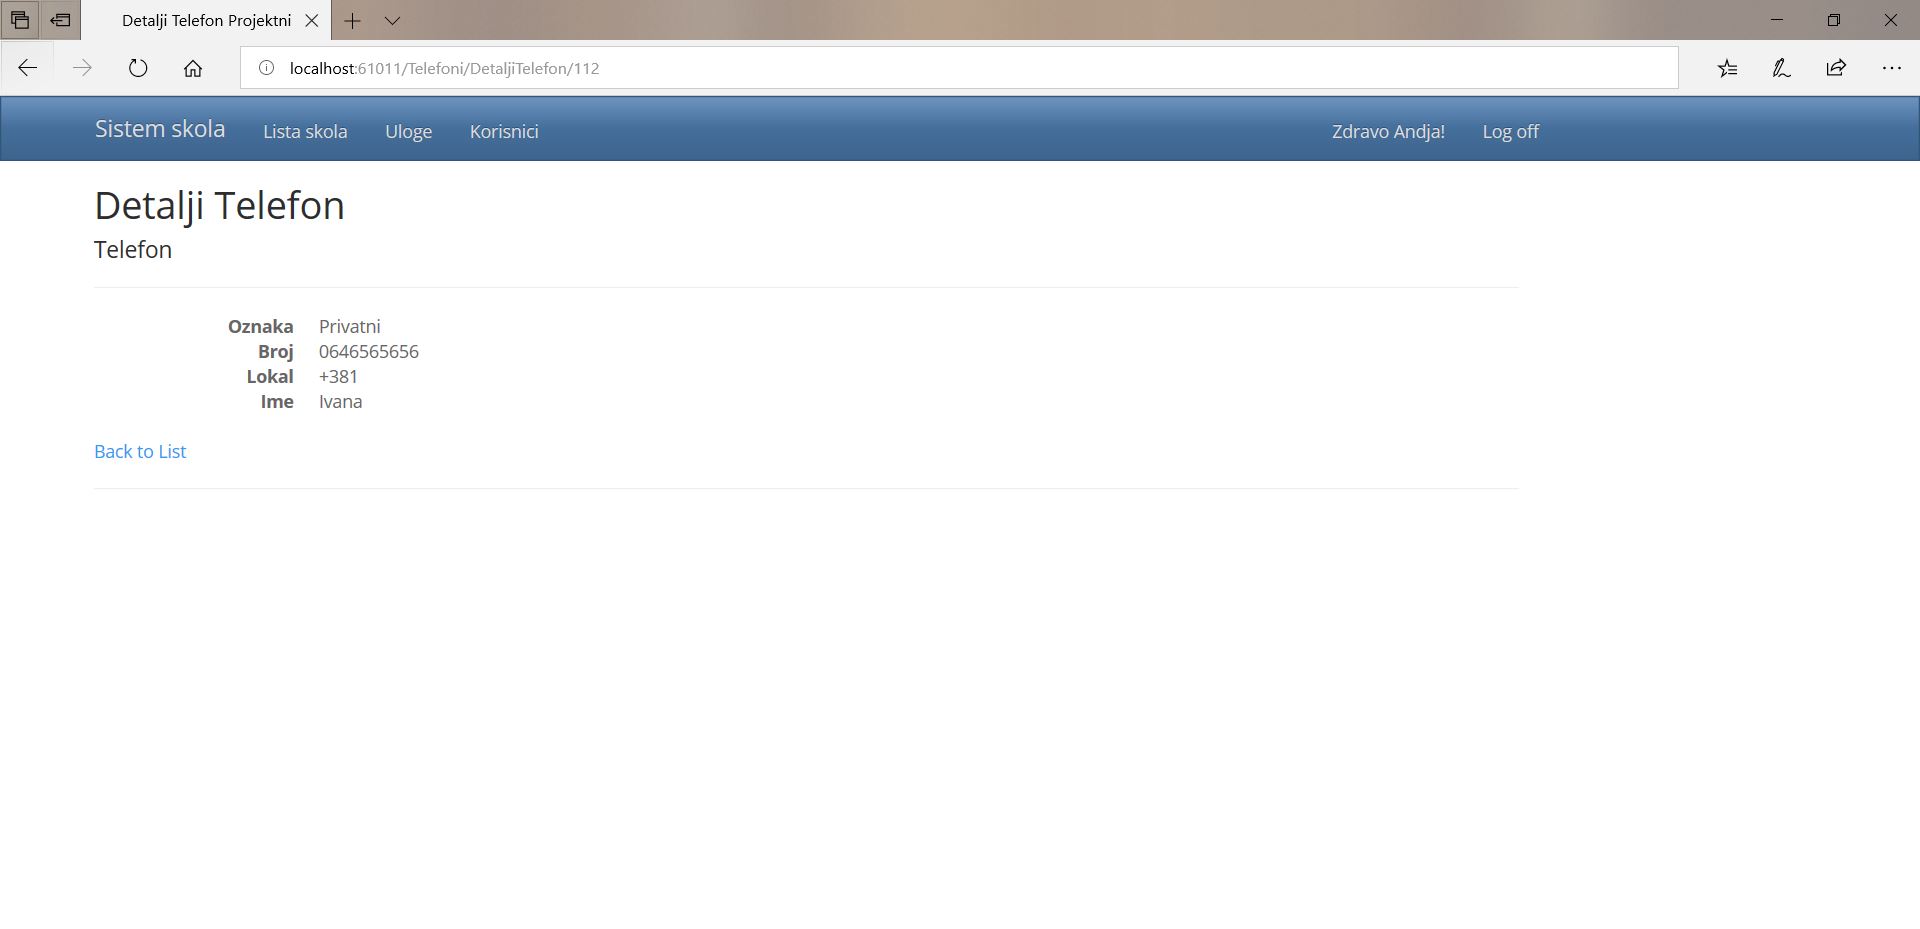 Detalji Telefon Projektni
localhost:61011/Telefoni/DetaljiTelefon/112
Sistem skola Lista skola Uloge Korisnici Zdravo Andja! Log off
Detalji Telefon
Telefon
Oznaka Privatni
Broj 0646565656
Lokal +381
Ime Ivana
Back to List